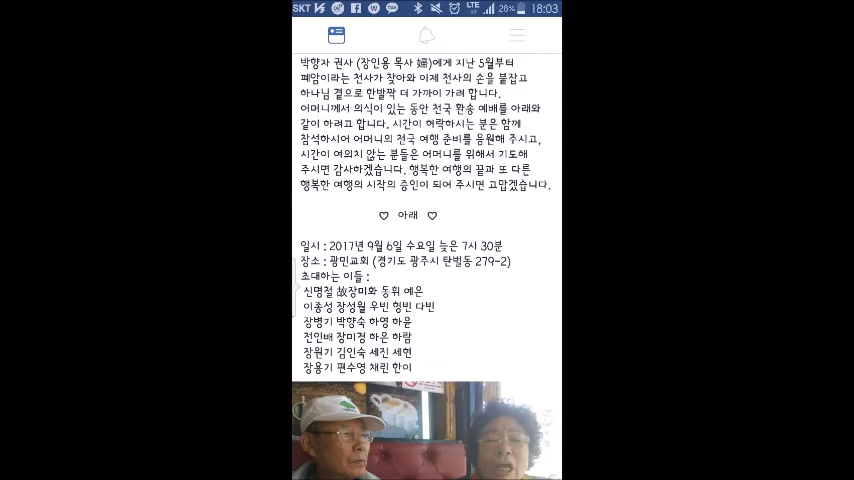 SKT LTE 28% 18:03
박향자 권사 (장인용 목사 婦)에게 지난 5월부터
폐암이라는 천사가 찾아와 이제 천사의 손을 붙잡고
하나님 곁으로 한발짝 더 가까이 가려 합니다.
어머니께서 의식이 있는 동안 천국 환송 예배를 아래와
같이 하려고 합니다. 시간이 허락하시는 분은 함께
참석하시어 어머니의 천국 여행 준비를 응원해 주시고,
시간이 여의치 않는 분들은 어머니를 위해서 기도해
주시면 감사하겠습니다. 행복한 여행의 끝과 또 다른
행복한 여행의 시작의 증인이 되어 주시면 고맙겠습니다.
♡ 아래 ♡
일시 : 2017년 9월 6일 수요일 늦은 7시 30분
장소 : 광민교회 (경기도 광주시 탄벌동 279-2)
초대하는 이들 :
신명철 故장미화 동휘 예은
이종성 장성월 우빈 형빈 다빈
장병기 박향숙 하영 하윤
전인배 장미경 하은 하람
장원기 김인숙 세진 세현
장용기 편수영 채린 한이